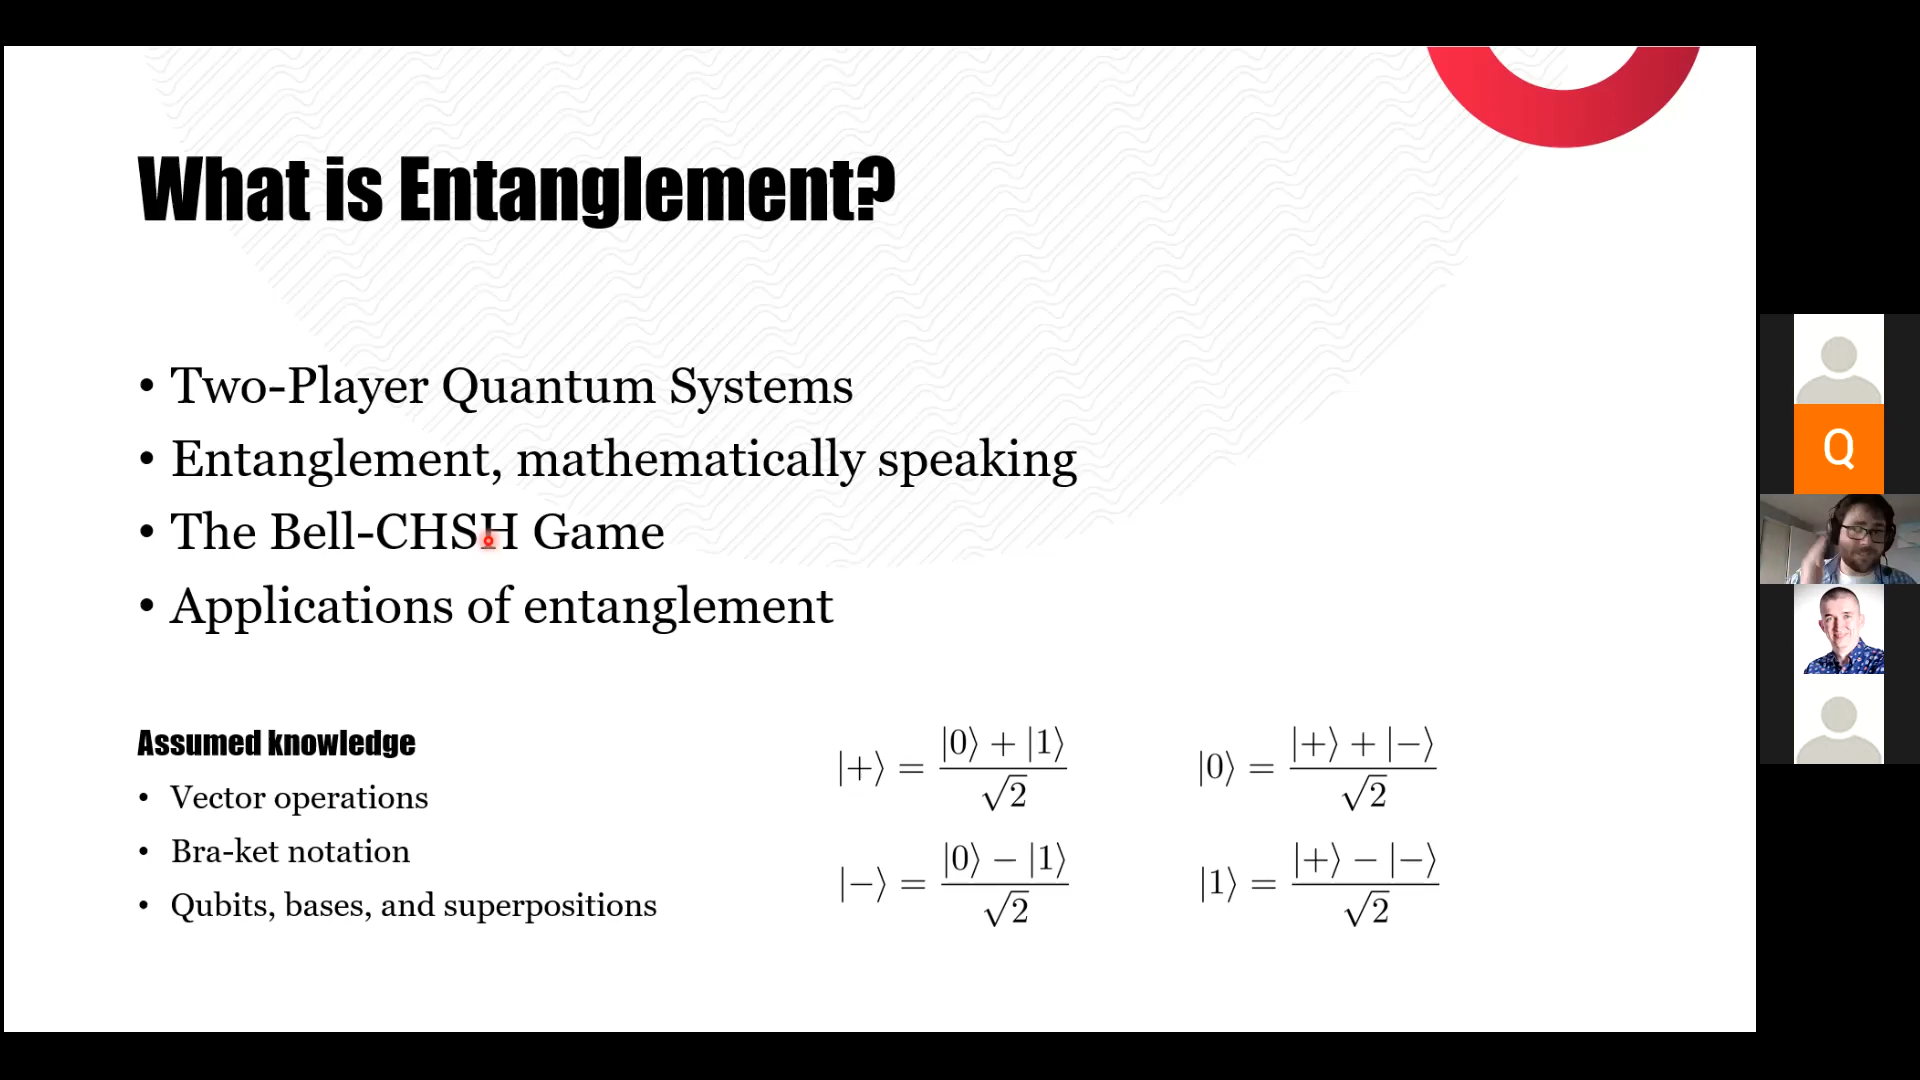 What is Entanglement?
• Two-Player Quantum Systems
• Entanglement, mathematically speaking
• The Bell-CHSH Game
• Applications of entanglement
Assumed knowledge
• Vector operations
• Bra-ket notation
• Qubits, bases, and superpositions
|+⟩ = (|0⟩ + |1⟩)/√2
|0⟩ = (|+⟩ + |−⟩)/√2
|−⟩ = (|0⟩ − |1⟩)/√2
|1⟩ = (|+⟩ − |−⟩)/√2
Q